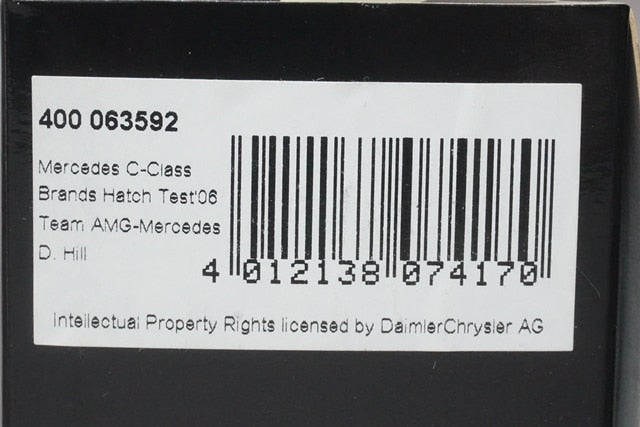 400 063592
Mercedes C-Class
Brands Hatch Test'06
Team AMG-Mercedes
D. Hill
4 012138 074170
Intellectual Property Rights licensed by DaimlerChrysler AG